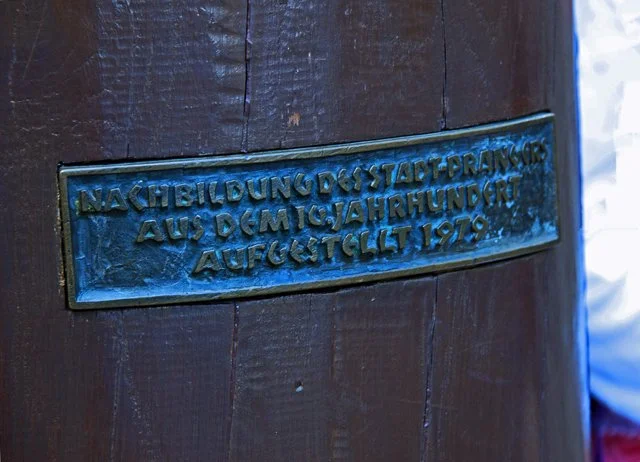 NACHBILDUNG DES STADT-PRANGERS
AUS DEM 16. JAHRHUNDERT
AUFGESTELLT 1979